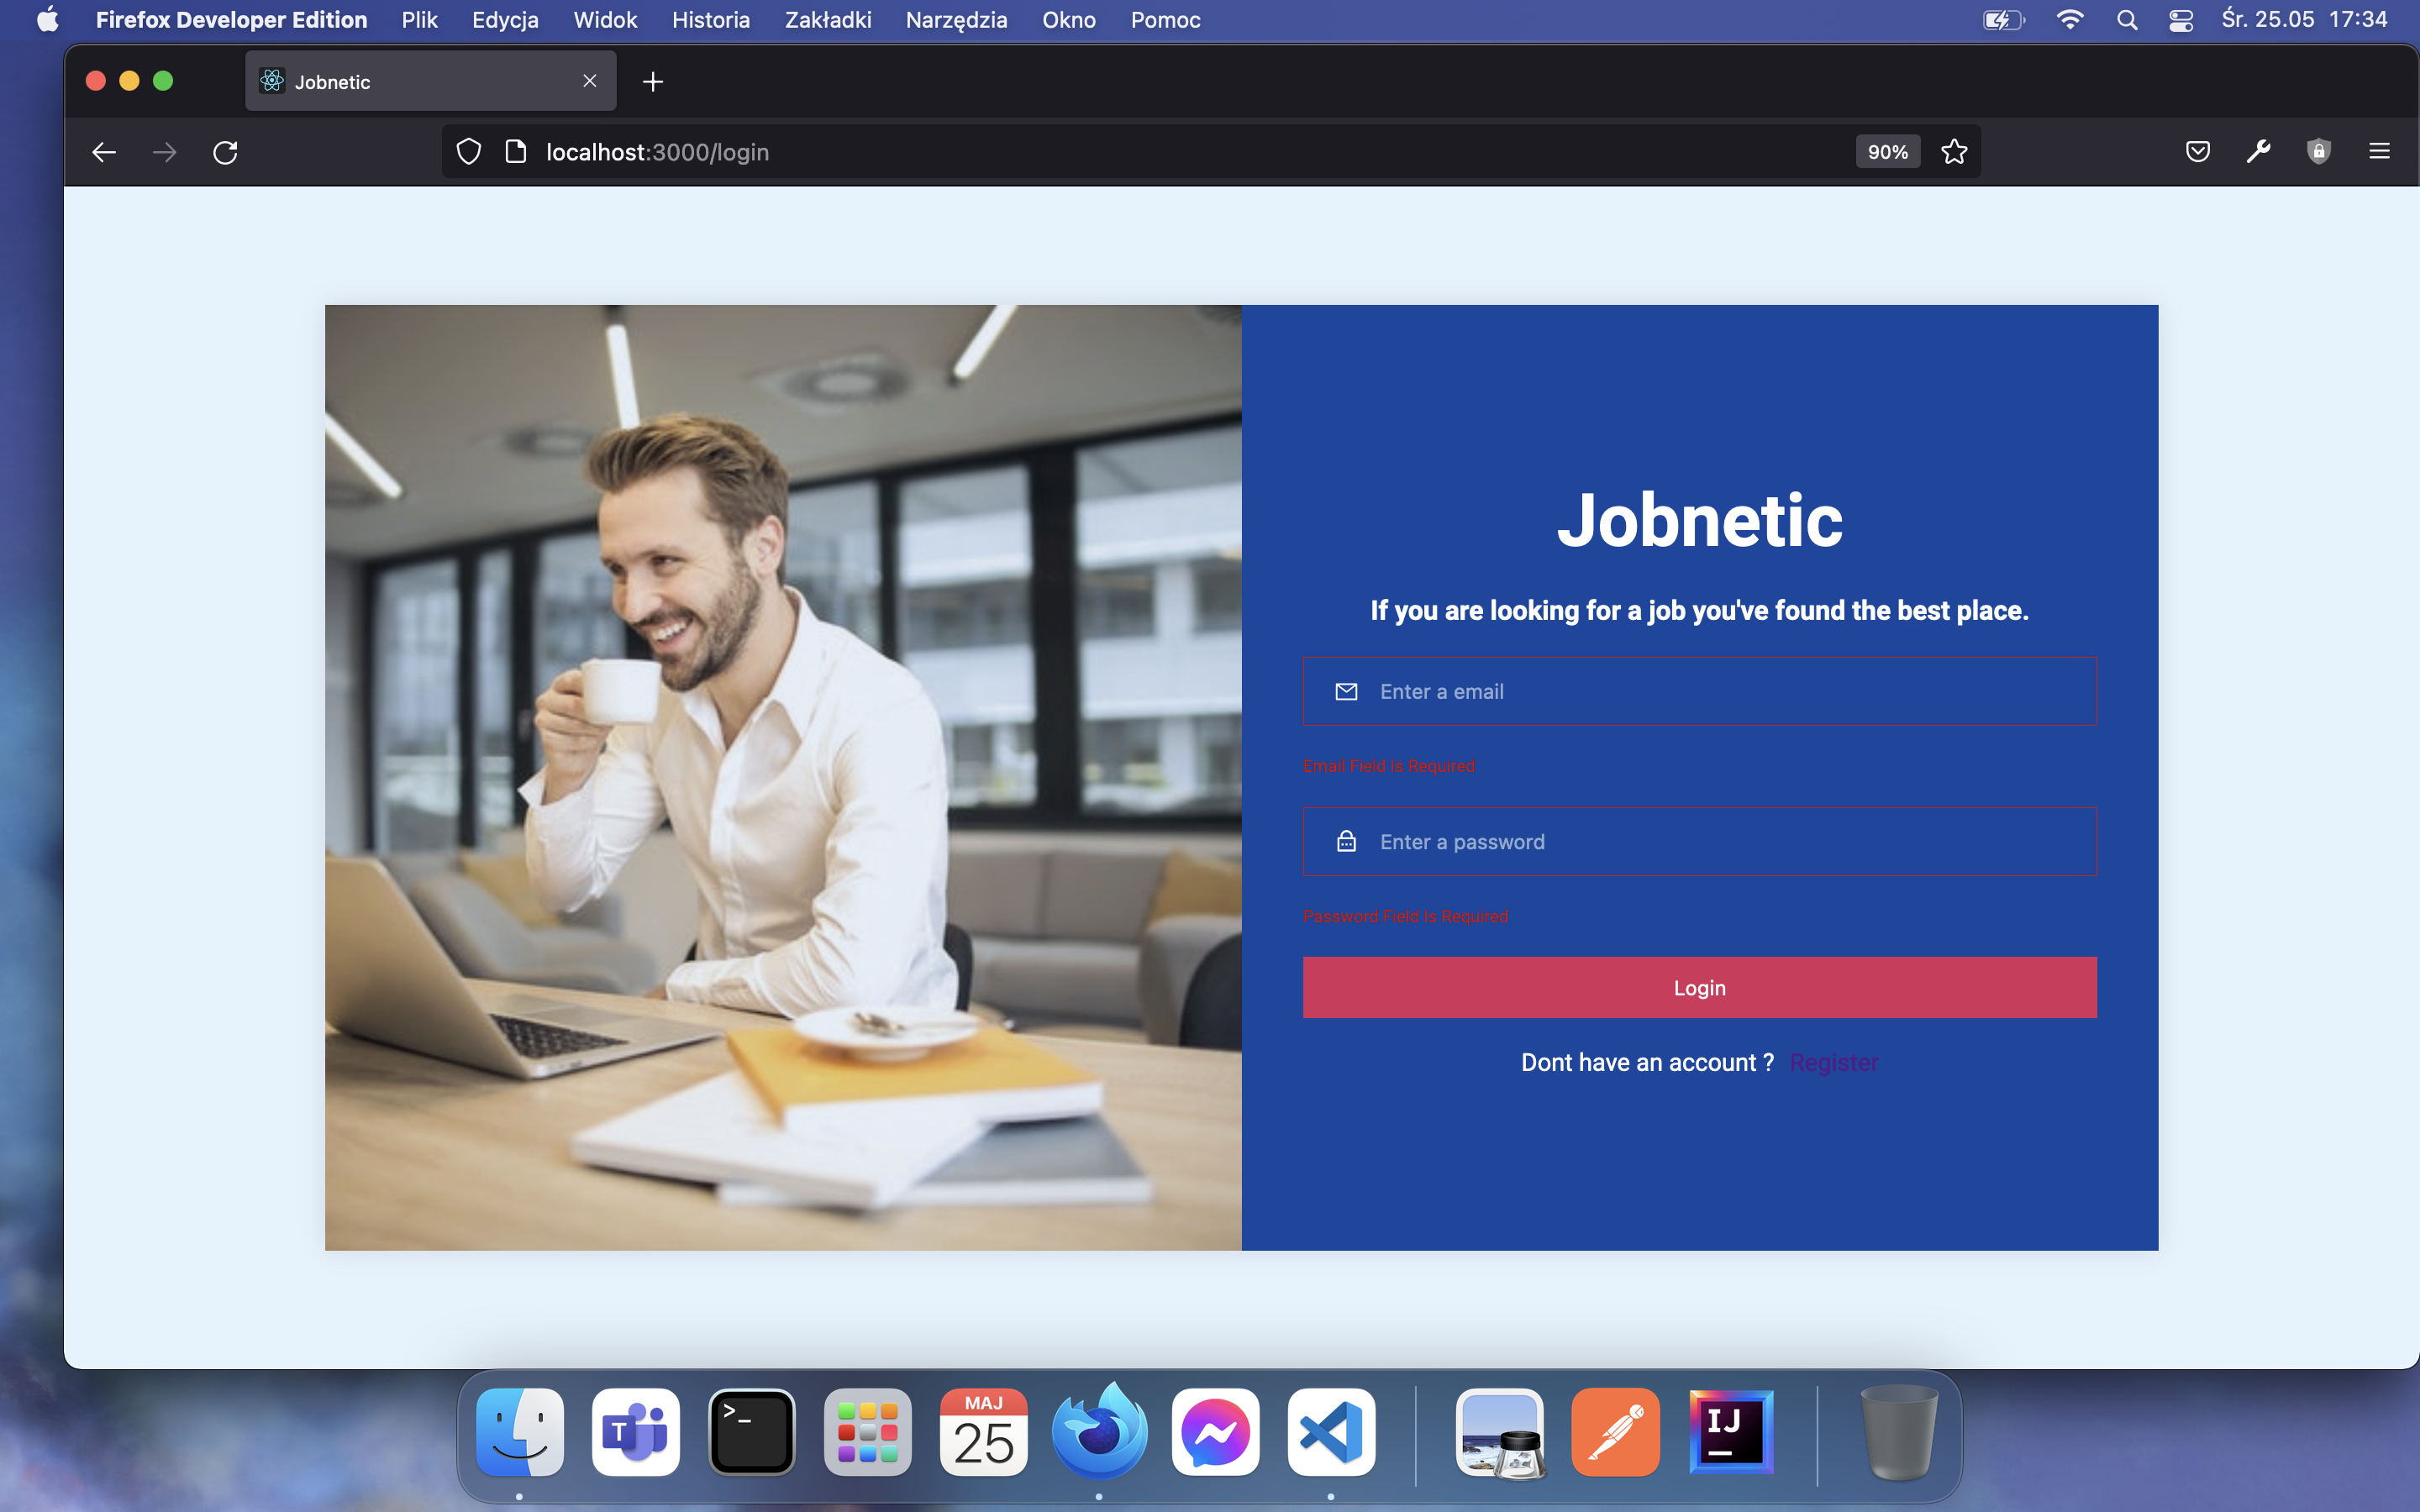 Firefox Developer Edition Plik Edycja Widok Historia Zakładki Narzędzia Okno Pomoc Śr. 25.05 17:34
Jobnetic
localhost:3000/login 90%
Jobnetic
If you are looking for a job you've found the best place.
Enter a email
Email Field Is Required
Enter a password
Password Field Is Required
Login
Dont have an account ? Register
T
>_
MAJ
25
IJ